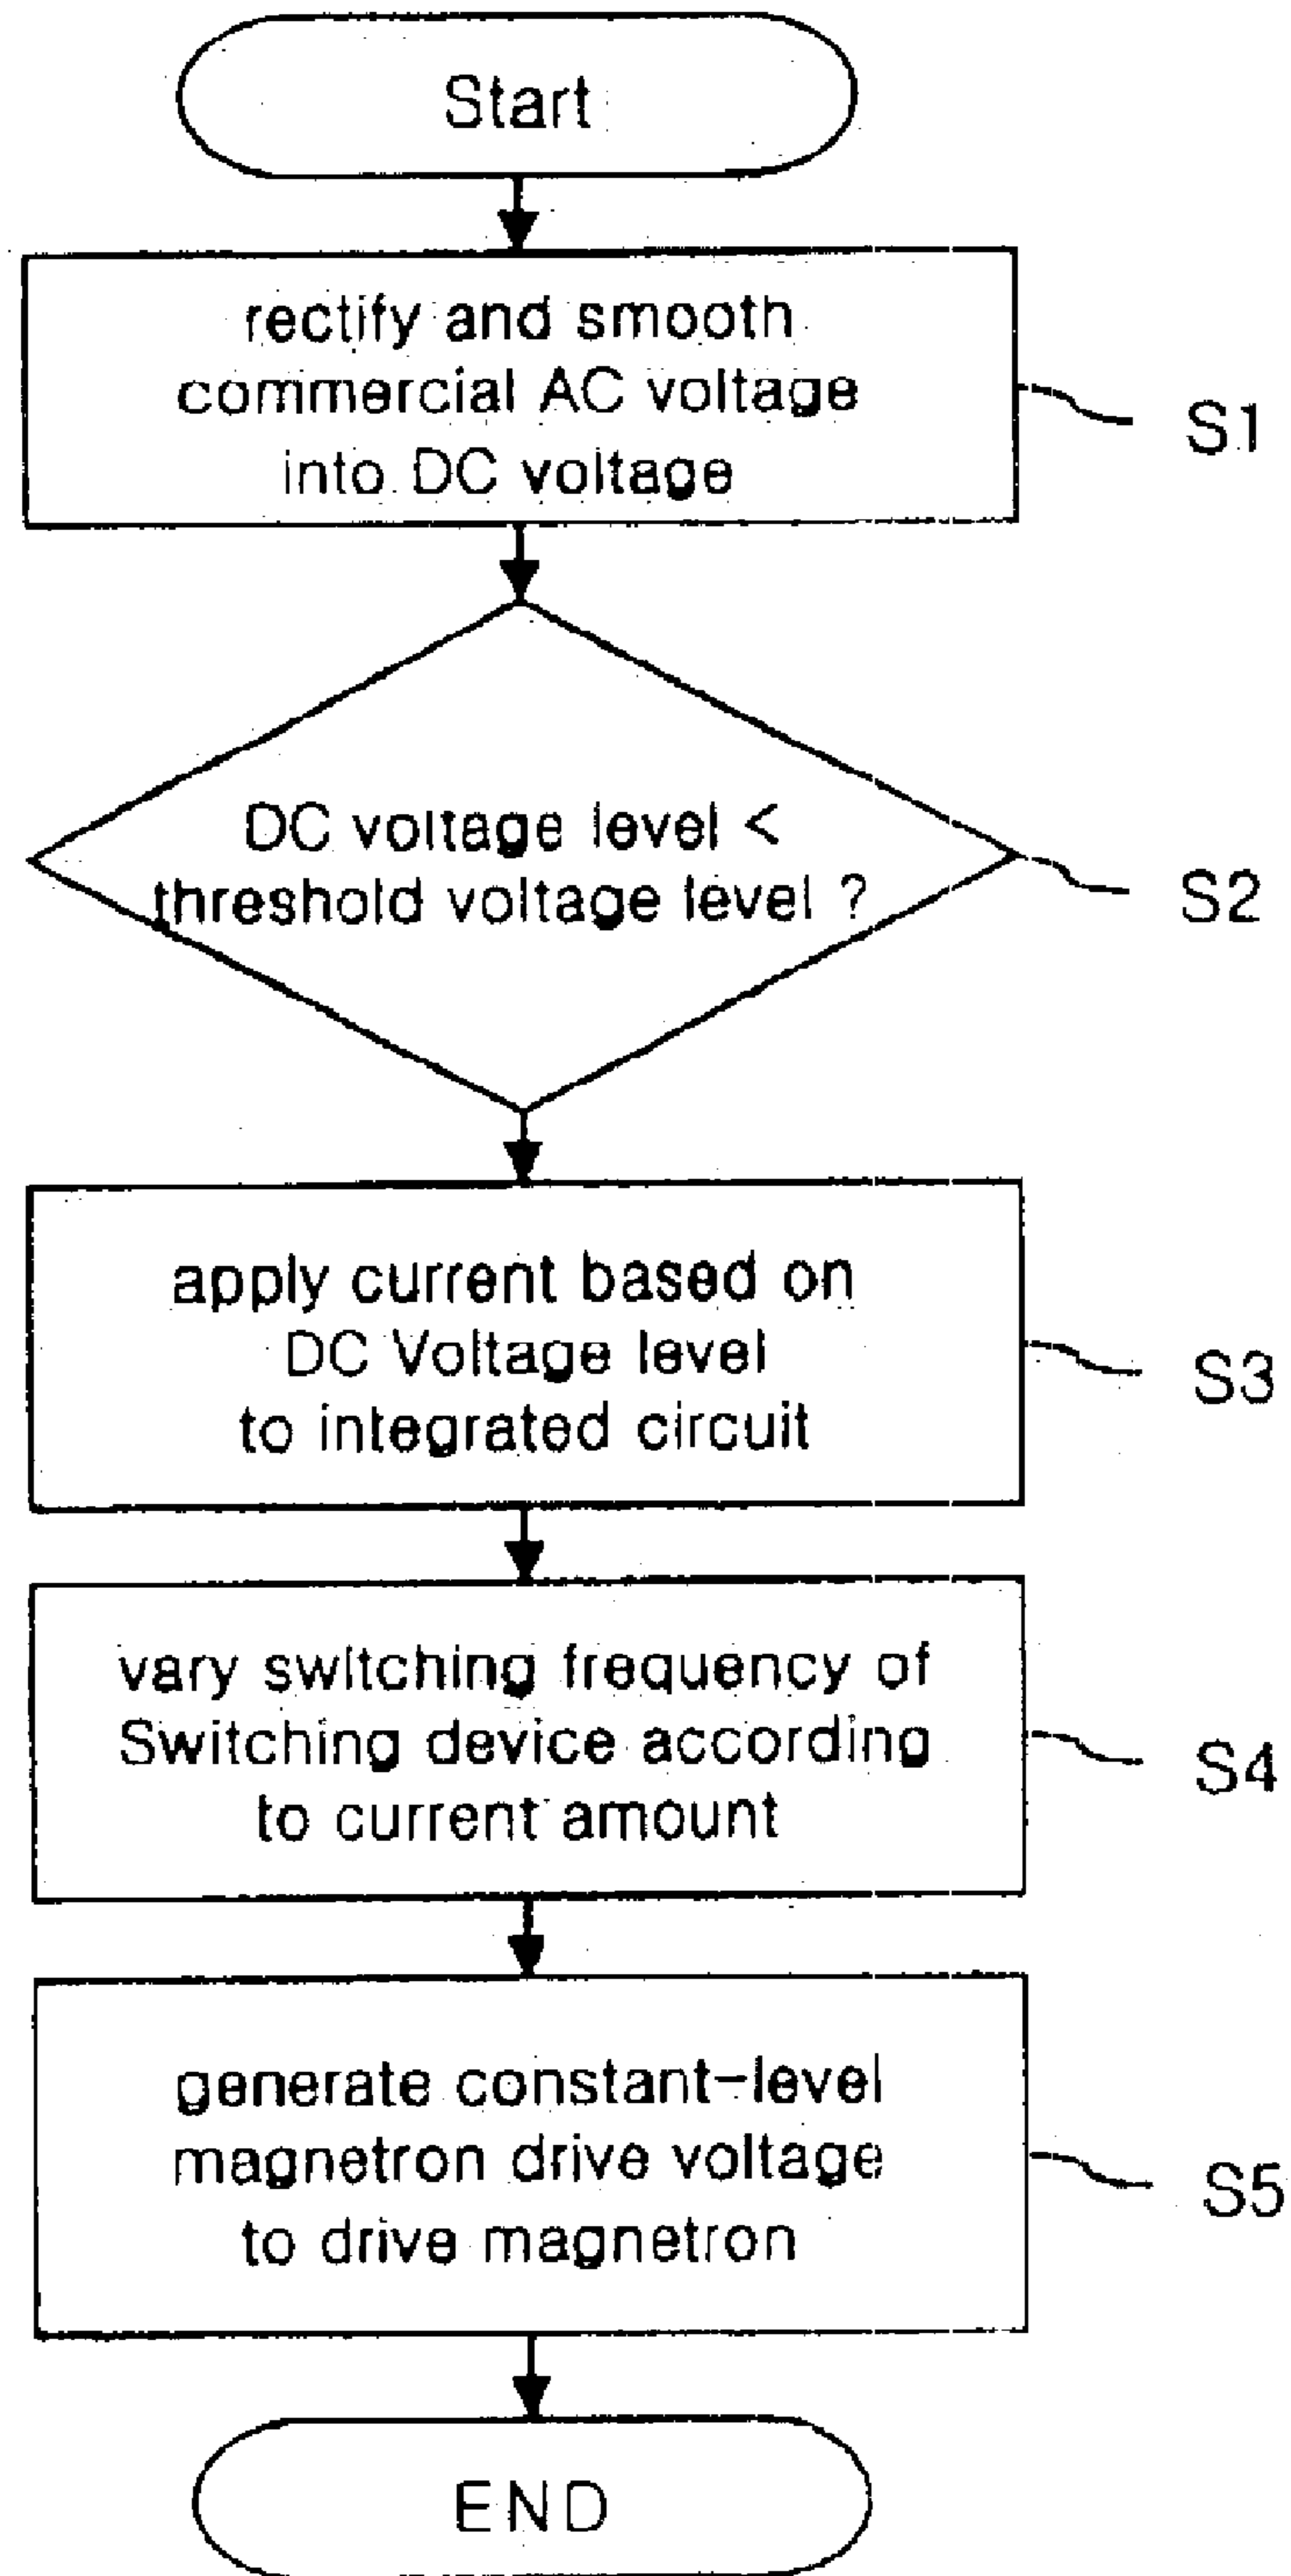 Start
rectify and smooth
commercial AC voltage
into DC voltage
S1
DC voltage level <
threshold voltage level ?
S2
apply current based on
DC Voltage level
to integrated circuit
S3
vary switching frequency of
Switching device according
to current amount
S4
generate constant-level
magnetron drive voltage
to drive magnetron
S5
END